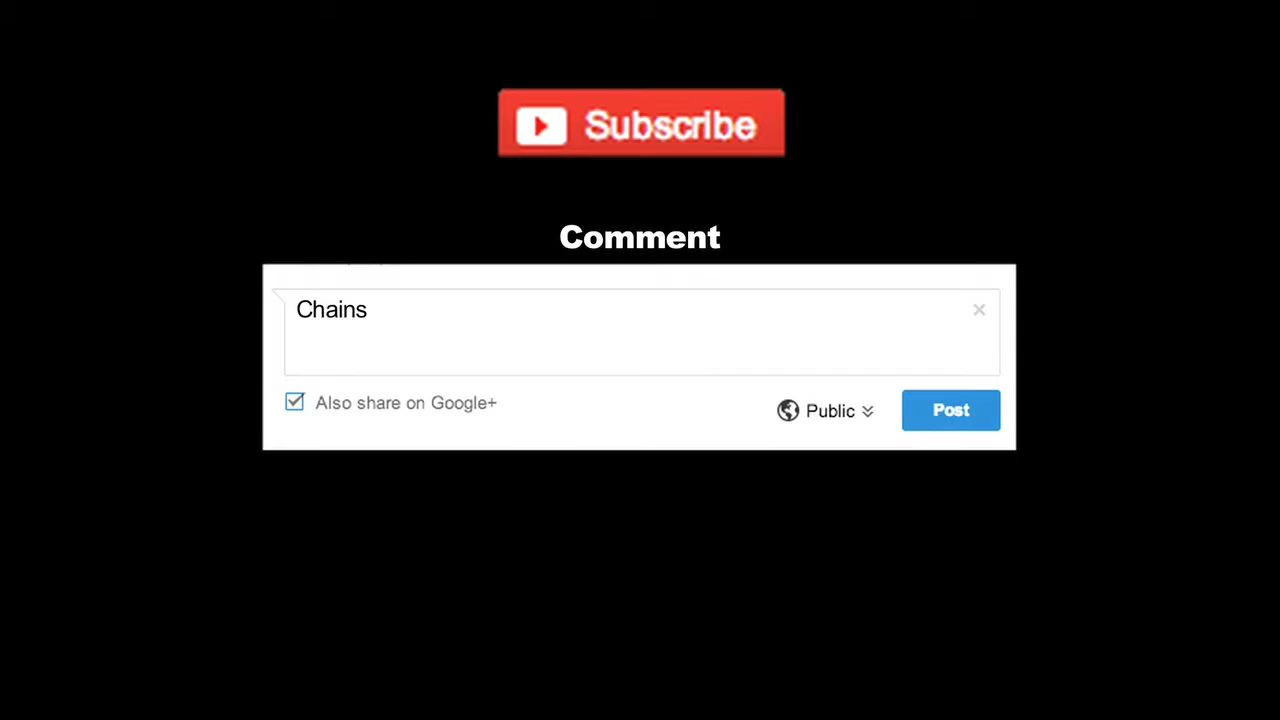 Subscribe
Comment
Chains
Also share on Google+
Public
Post